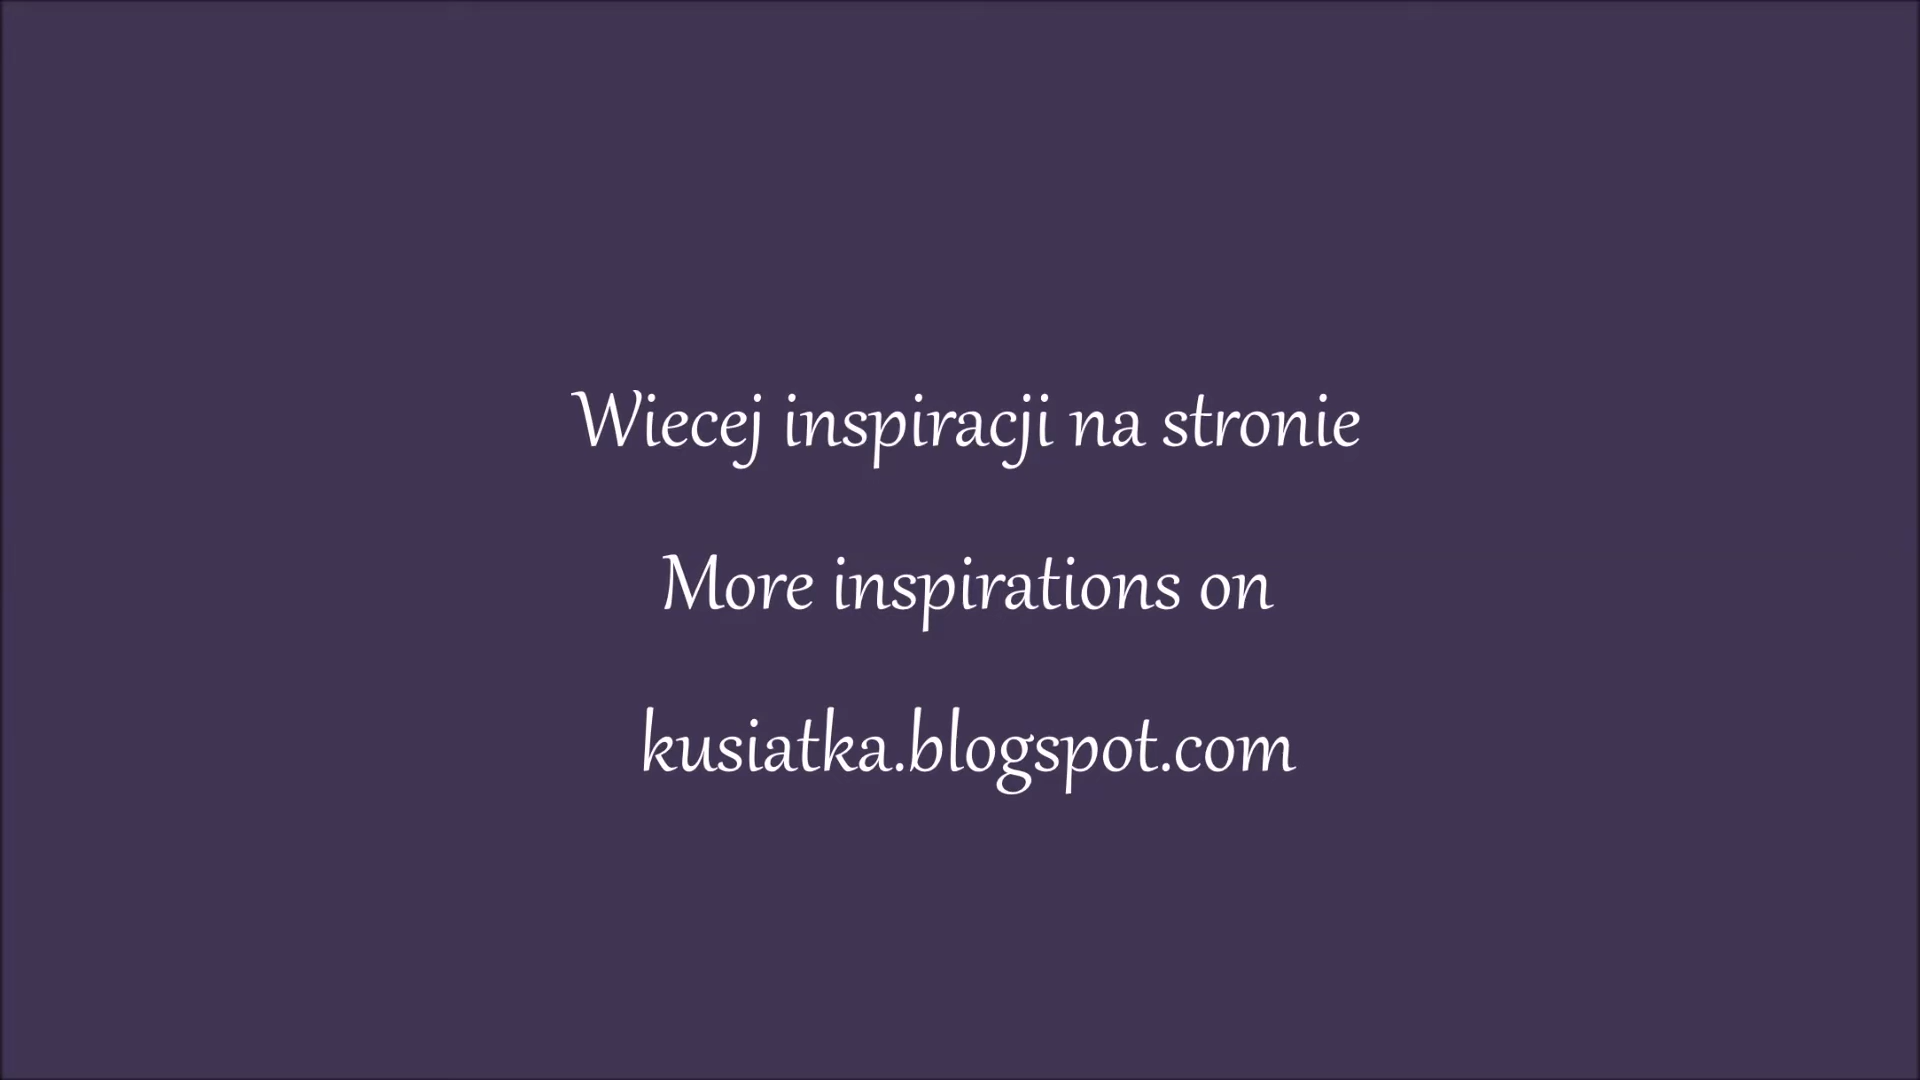 Wiecej inspiracji na stronie
More inspirations on
kusiatka.blogspot.com